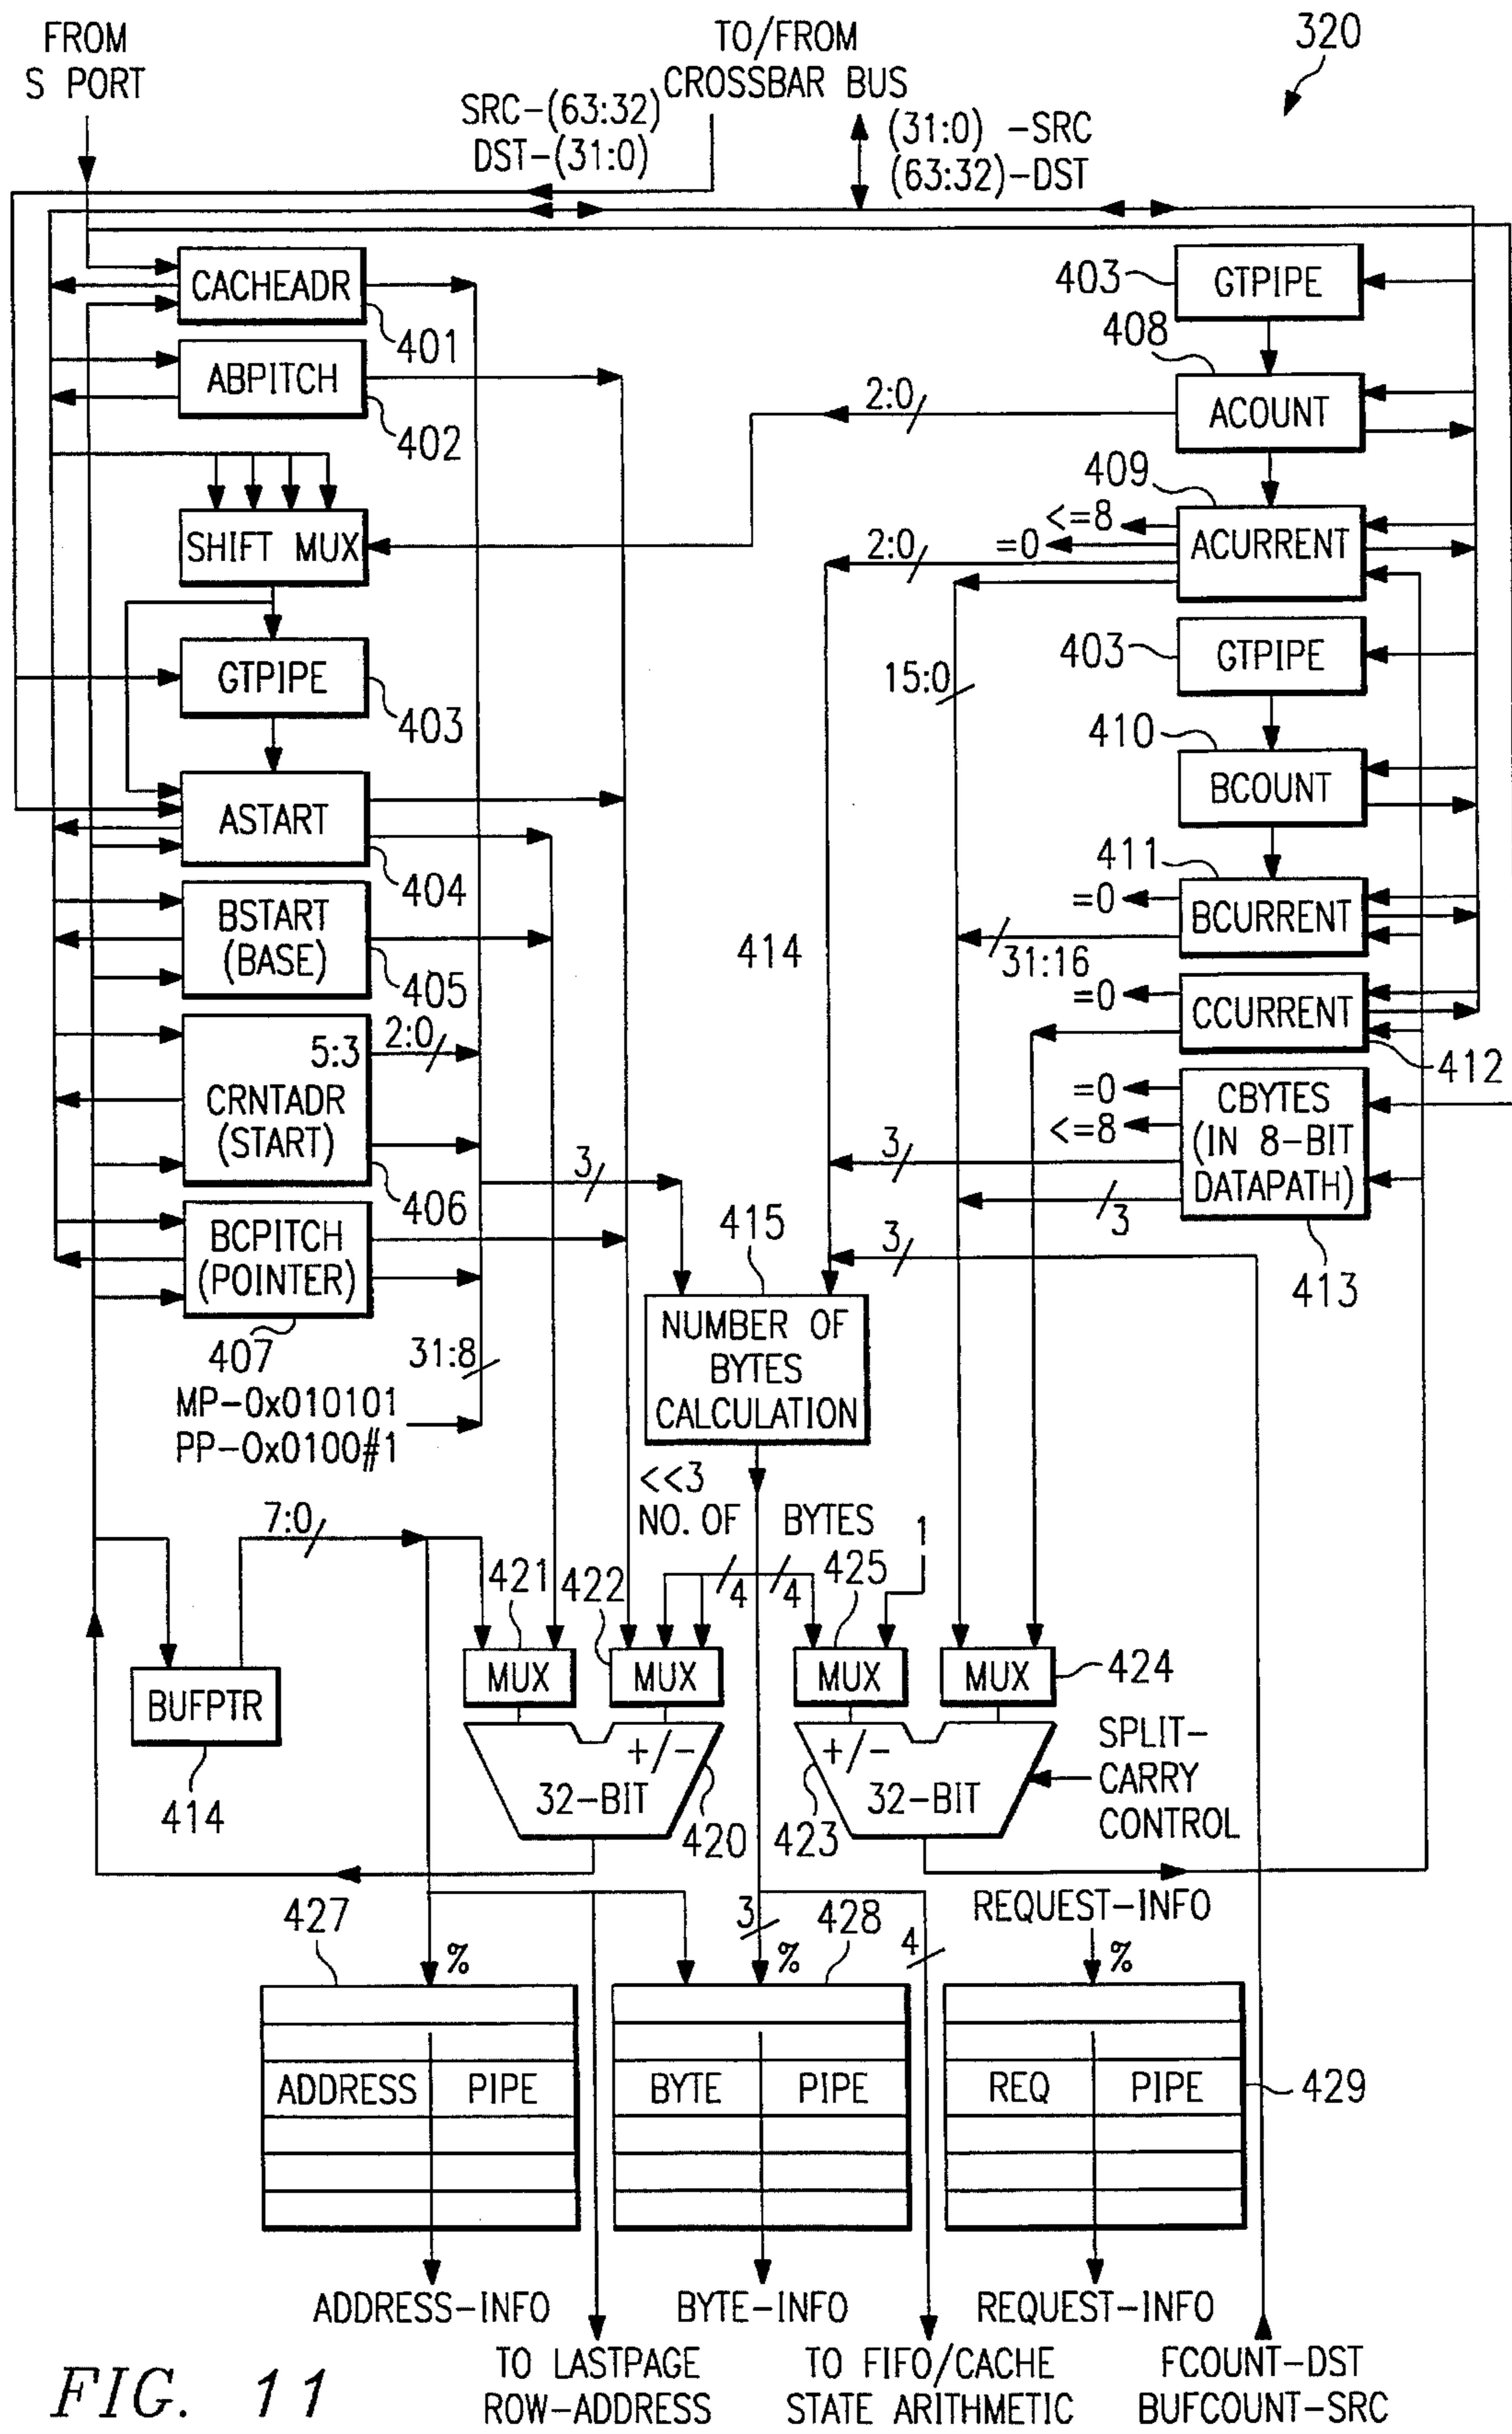 FROM
S PORT
TO/FROM
CROSSBAR BUS
320
SRC-(63:32)
DST-(31:0)
(31:0) -SRC
(63:32)-DST
CACHEADR
401
ABPITCH
402
SHIFT MUX
GTPIPE
403
ASTART
404
BSTART
(BASE)
405
5:3
2:0
CRNTADR
(START)
406
BCPITCH
(POINTER)
407
MP-0x010101
PP-0x0100#1
31:8
403
GTPIPE
408
ACOUNT
2:0
409
ACURRENT
<=8
=0
2:0
403
GTPIPE
15:0
410
BCOUNT
411
BCURRENT
=0
31:16
414
CCURRENT
=0
412
CBYTES
(IN 8-BIT
DATAPATH)
=0
<=8
3
3
3
3
413
415
NUMBER OF
BYTES
CALCULATION
<<3
NO. OF BYTES
7:0
BUFPTR
414
421
422
4
4
425
1
MUX
MUX
MUX
MUX
424
+/-
32-BIT
420
+/-
32-BIT
423
SPLIT-
CARRY
CONTROL
427
%
3
%
428
4
REQUEST-INFO
%
ADDRESS PIPE
BYTE PIPE
REQ PIPE
429
ADDRESS-INFO
BYTE-INFO
REQUEST-INFO
TO LASTPAGE
ROW-ADDRESS
TO FIFO/CACHE
STATE ARITHMETIC
FCOUNT-DST
BUFCOUNT-SRC
FIG. 11